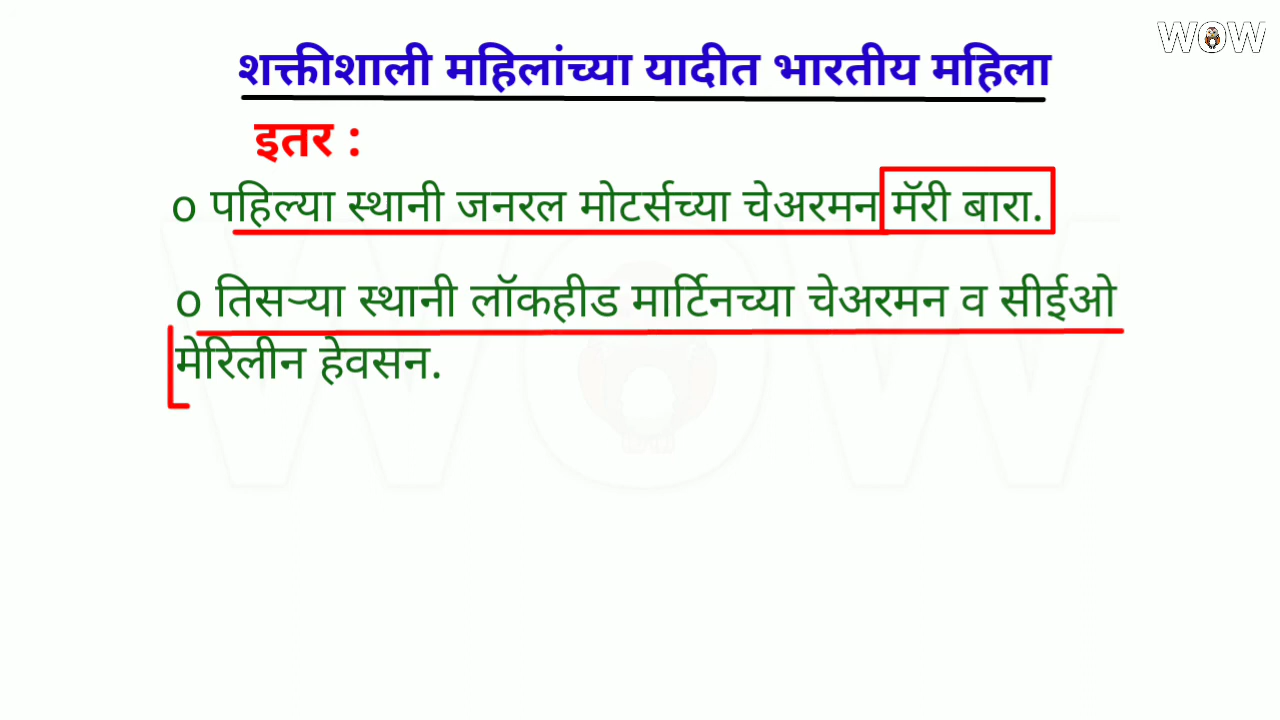 WOW
शक्तीशाली महिलांच्या यादीत भारतीय महिला
इतर :
o पहिल्या स्थानी जनरल मोटर्सच्या चेअरमन मॅरी बारा.
o तिसऱ्या स्थानी लॉकहीड मार्टिनच्या चेअरमन व सीईओ
मेरिलीन हेवसन.